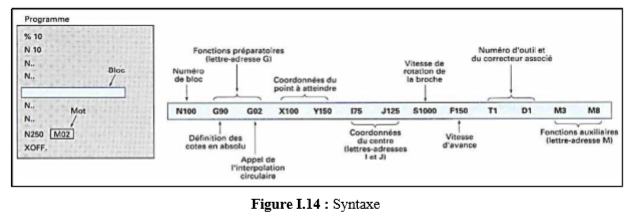 Programme
% 10
N 10
N..
N..
Bloc
N..
N..
Mot
N250 M02
XOFF.
Numéro
de bloc
Fonctions préparatoires
(lettre-adresse G)
Coordonnées du
point à atteindre
Vitesse de
rotation de la
broche
Numéro d'outil et
du correcteur associé
N100 G90 G02 X100 Y150 I75 J125 S1000 F150 T1 D1 M3 M8
Définition des
cotes en absolu
Appel de
l'interpolation
circulaire
Coordonnées
du centre
(lettres-adresses
I et J)
Vitesse
d'avance
Fonctions auxiliaires
(lettre-adresse M)
Figure I.14 : Syntaxe